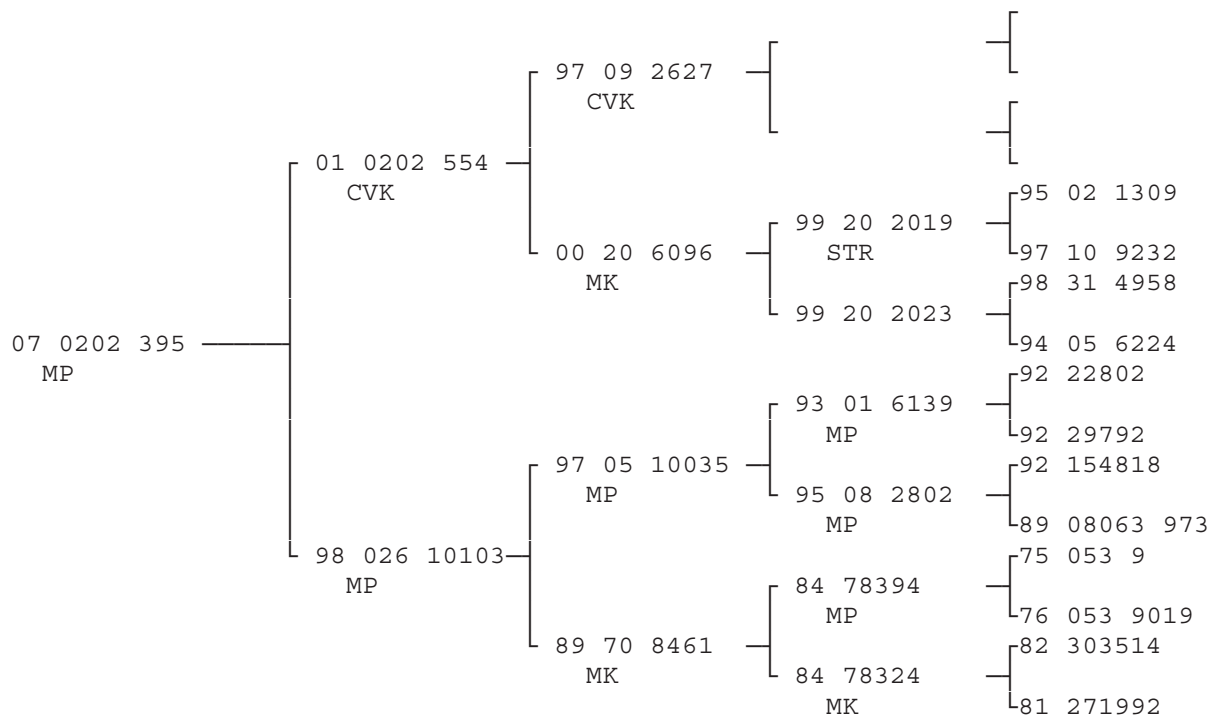 97 09 2627
CVK
01 0202 554
CVK
95 02 1309
99 20 2019
STR
00 20 6096
MK
97 10 9232
98 31 4958
99 20 2023
07 0202 395
MP
94 05 6224
92 22802
93 01 6139
MP
92 29792
97 05 10035
MP
92 154818
95 08 2802
MP
89 08063 973
98 026 10103
MP
75 053 9
84 78394
MP
76 053 9019
89 70 8461
MK
82 303514
84 78324
MK
81 271992